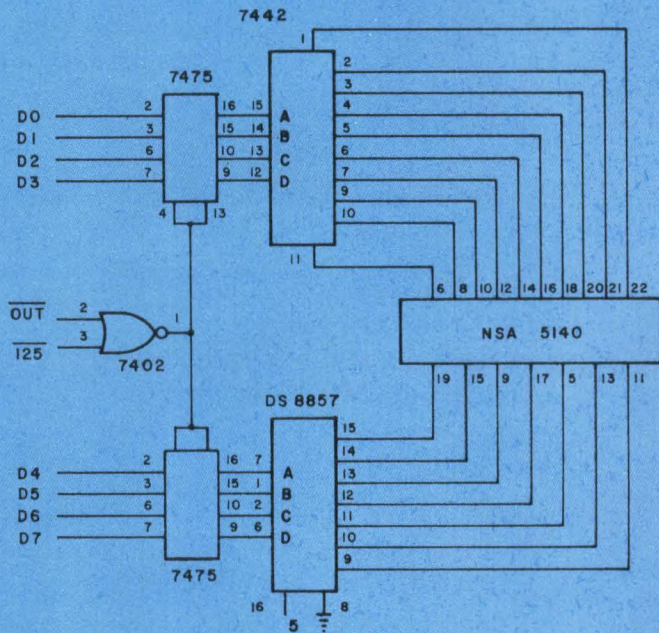 7442
7475
1
D0 2 16 15 A 2
D1 3 15 14 B 3
D2 6 10 13 C 4
D3 7 9 12 D 5
6
7
9
10
4 13
11
6 8 10 12 14 16 18 20 21 22
OUT 2 1
125 3
7402
NSA 5140
19 15 9 17 5 13 11
DS 8857
15
14
D4 2 16 7 A 13
D5 3 15 1 B 12
D6 6 10 2 C 11
D7 7 9 6 D 10
9
7475
16 8
5